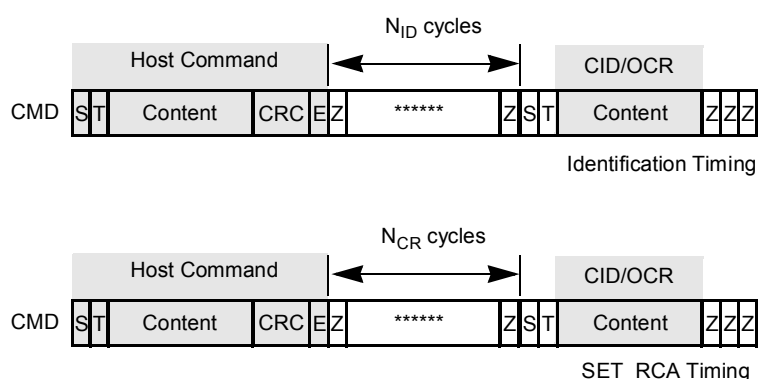 N_ID cycles
Host Command CID/OCR
CMD S T Content CRC E Z ****** Z S T Content Z Z Z
Identification Timing
N_CR cycles
Host Command CID/OCR
CMD S T Content CRC E Z ****** Z S T Content Z Z Z
SET_RCA Timing